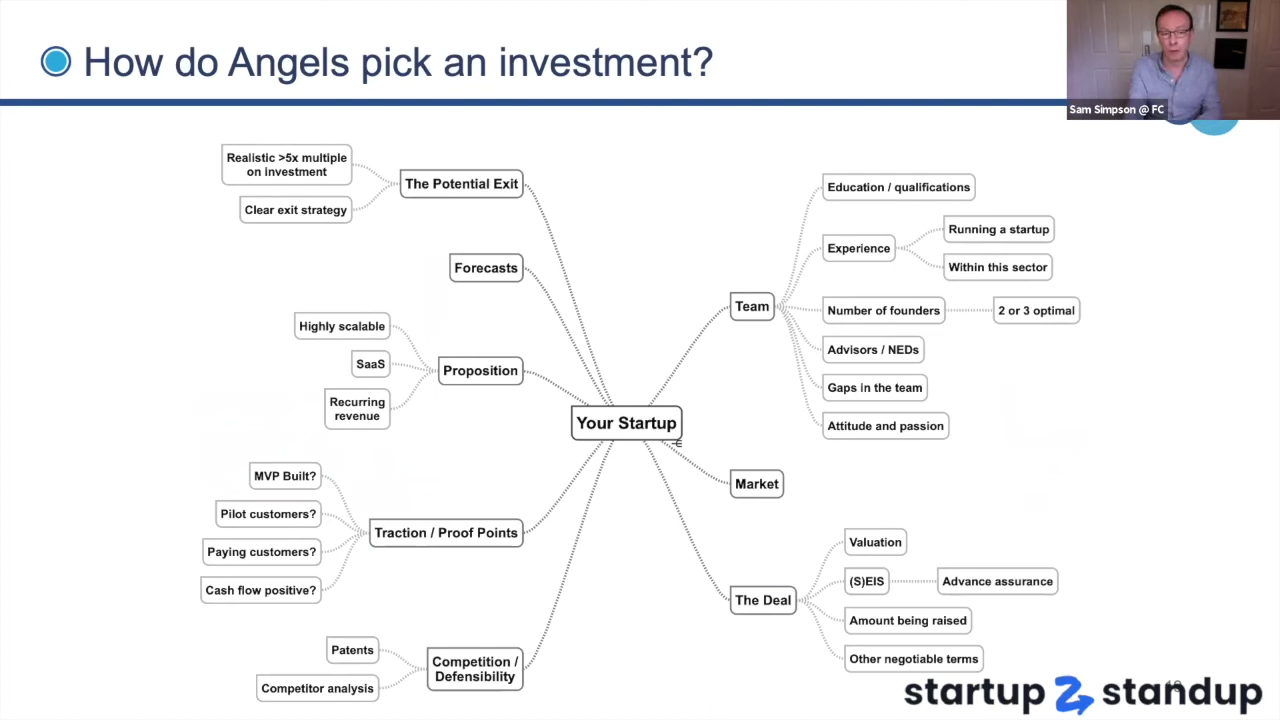 How do Angels pick an investment?
Sam Simpson @ FC
Realistic >5x multiple
on investment
Clear exit strategy
The Potential Exit
Forecasts
Highly scalable
SaaS
Recurring
revenue
Proposition
Your Startup
MVP Built?
Pilot customers?
Paying customers?
Cash flow positive?
Traction / Proof Points
Patents
Competitor analysis
Competition /
Defensibility
Team
Education / qualifications
Experience
Running a startup
Within this sector
Number of founders
2 or 3 optimal
Advisors / NEDs
Gaps in the team
Attitude and passion
Market
The Deal
Valuation
(S)EIS
Advance assurance
Amount being raised
Other negotiable terms
startup 2 standup